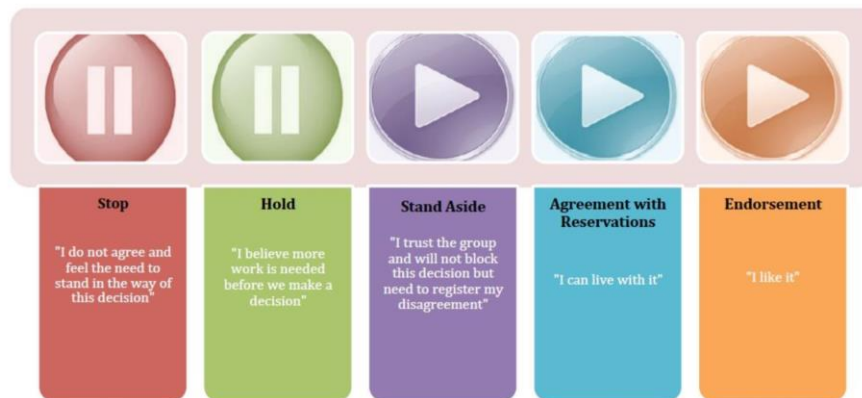 Stop
"I do not agree and
feel the need to
stand in the way of
this decision"
Hold
"I believe more
work is needed
before we make a
decision"
Stand Aside
"I trust the group
and will not block
this decision but
need to register my
disagreement"
Agreement with
Reservations
"I can live with it"
Endorsement
"I like it"